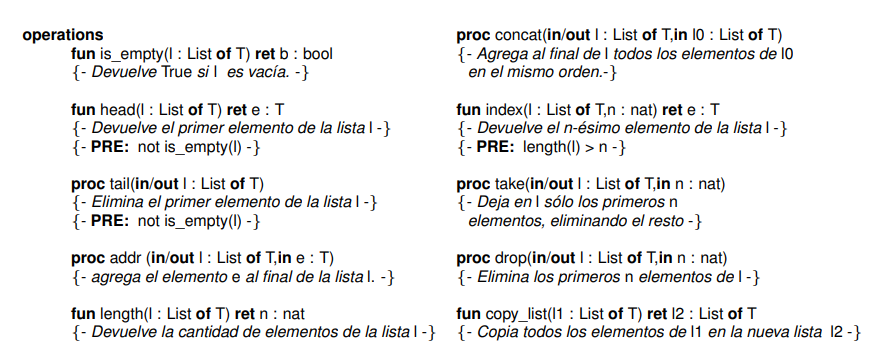 operations
fun is_empty(l : List of T) ret b : bool
{- Devuelve True si l es vacía. -}
fun head(l : List of T) ret e : T
{- Devuelve el primer elemento de la lista l -}
{- PRE: not is_empty(l) -}
proc tail(in/out l : List of T)
{- Elimina el primer elemento de la lista l -}
{- PRE: not is_empty(l) -}
proc addr (in/out l : List of T,in e : T)
{- agrega el elemento e al final de la lista l. -}
fun length(l : List of T) ret n : nat
{- Devuelve la cantidad de elementos de la lista l -}
proc concat(in/out l : List of T,in l0 : List of T)
{- Agrega al final de l todos los elementos de l0
en el mismo orden.-}
fun index(l : List of T,n : nat) ret e : T
{- Devuelve el n-ésimo elemento de la lista l -}
{- PRE: length(l) > n -}
proc take(in/out l : List of T,in n : nat)
{- Deja en l sólo los primeros n
elementos, eliminando el resto -}
proc drop(in/out l : List of T,in n : nat)
{- Elimina los primeros n elementos de l -}
fun copy_list(l1 : List of T) ret l2 : List of T
{- Copia todos los elementos de l1 en la nueva lista l2 -}